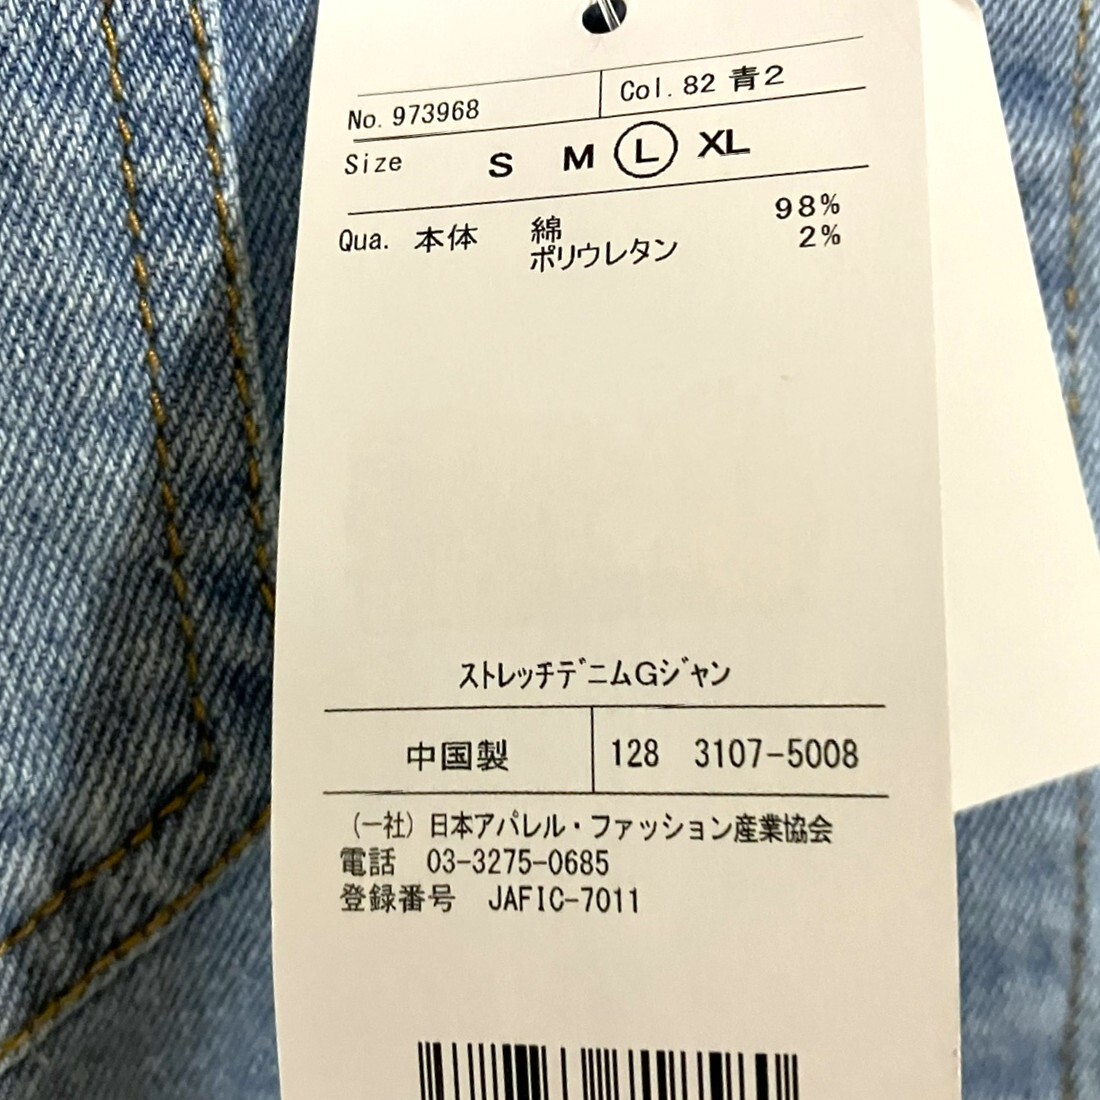 No. 973968 Col. 82 青2
Size S M L XL
Qua. 本体 綿 98%
ポリウレタン 2%
ストレッチデニムGジャン
中国製 128 3107-5008
(一社) 日本アパレル・ファッション産業協会
電話 03-3275-0685
登録番号 JAFIC-7011